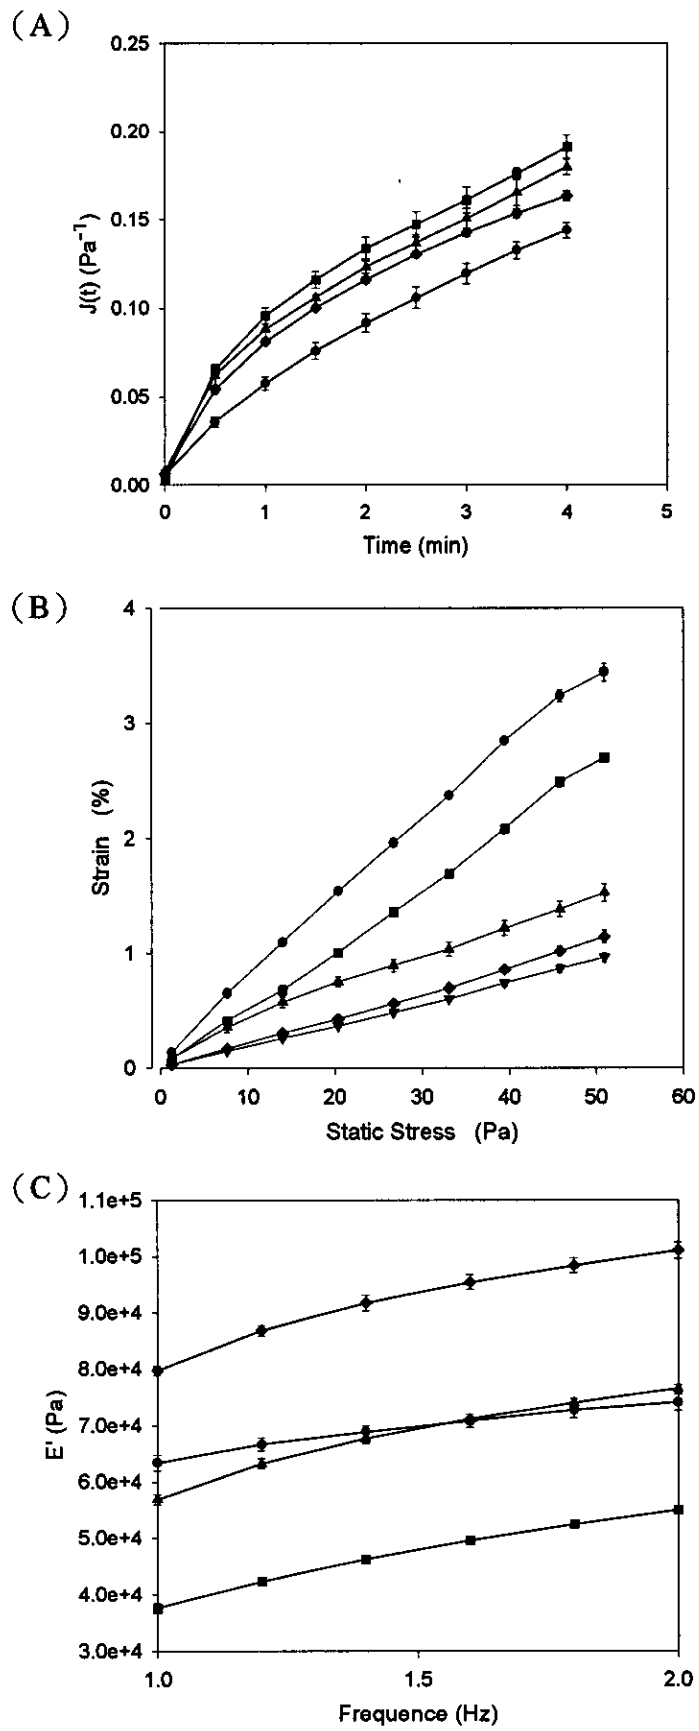 (A)
0.25
0.20
0.15
0.10
0.05
0.00
J(t) (Pa⁻¹)
0 1 2 3 4 5
Time (min)
(B)
4
3
2
1
0
Strain (%)
0 10 20 30 40 50 60
Static Stress (Pa)
(C)
1.1e+5
1.0e+5
9.0e+4
8.0e+4
7.0e+4
6.0e+4
5.0e+4
4.0e+4
3.0e+4
E' (Pa)
1.0 1.5 2.0
Frequence (Hz)